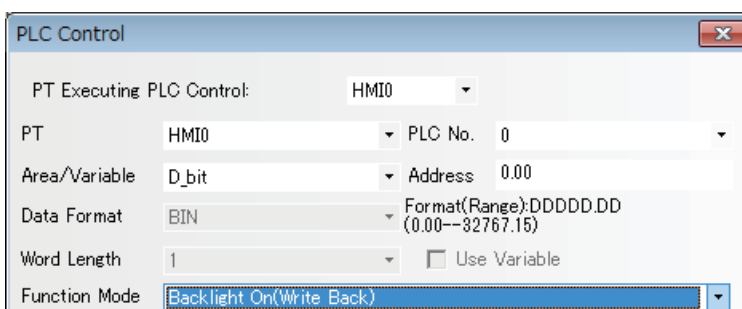 PLC Control
PT Executing PLC Control: HMI0
PT HMI0 PLC No. 0
Area/Variable D_bit Address 0.00
Data Format BIN Format(Range):DDDDD.DD
(0.00--32767.15)
Word Length 1 Use Variable
Function Mode Backlight On(Write Back)